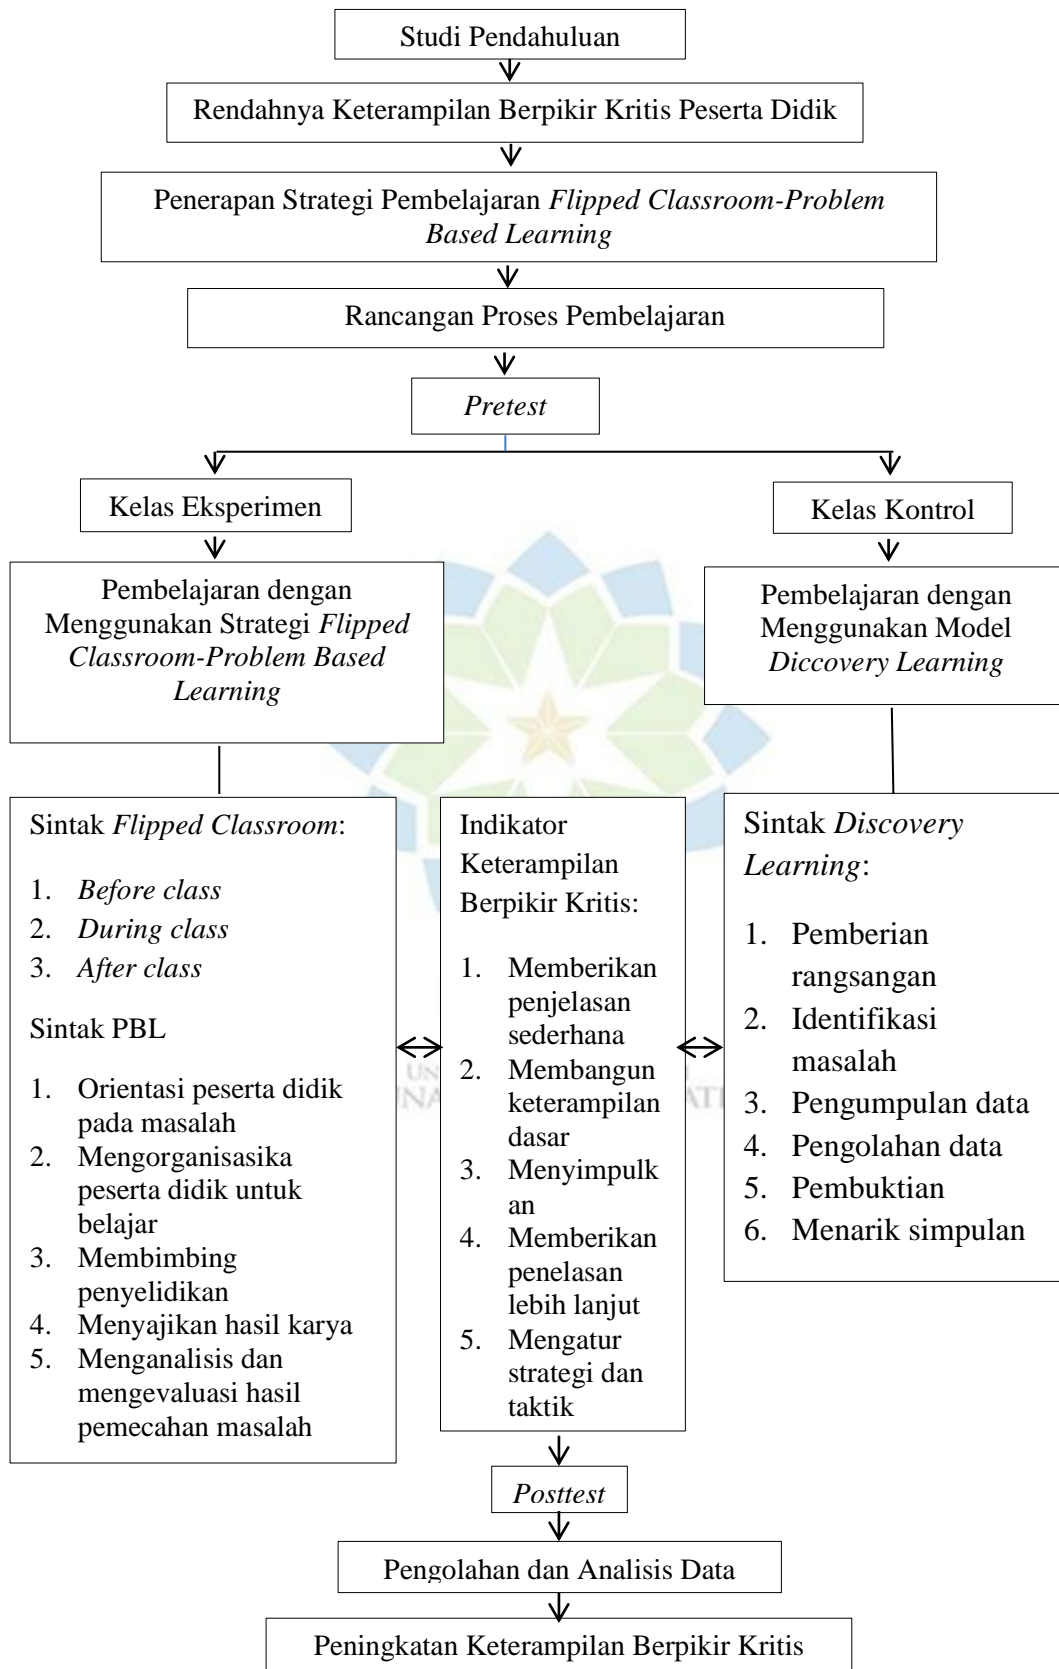 Studi Pendahuluan
Rendahnya Keterampilan Berpikir Kritis Peserta Didik
Penerapan Strategi Pembelajaran Flipped Classroom-Problem
Based Learning
Rancangan Proses Pembelajaran
Pretest
Kelas Eksperimen
Kelas Kontrol
Pembelajaran dengan
Menggunakan Strategi Flipped
Classroom-Problem Based
Learning
Pembelajaran dengan
Menggunakan Model
Diccovery Learning
Sintak Flipped Classroom:
1. Before class
2. During class
3. After class
Sintak PBL
1. Orientasi peserta didik
pada masalah
2. Mengorganisasika
peserta didik untuk
belajar
3. Membimbing
penyelidikan
4. Menyajikan hasil karya
5. Menganalisis dan
mengevaluasi hasil
pemecahan masalah
Indikator
Keterampilan
Berpikir Kritis:
1. Memberikan
penjelasan
sederhana
2. Membangun
keterampilan
dasar
3. Menyimpulk
an
4. Memberikan
penelasan
lebih lanjut
5. Mengatur
strategi dan
taktik
Sintak Discovery
Learning:
1. Pemberian
rangsangan
2. Identifikasi
masalah
3. Pengumpulan data
4. Pengolahan data
5. Pembuktian
6. Menarik simpulan
Posttest
Pengolahan dan Analisis Data
Peningkatan Keterampilan Berpikir Kritis